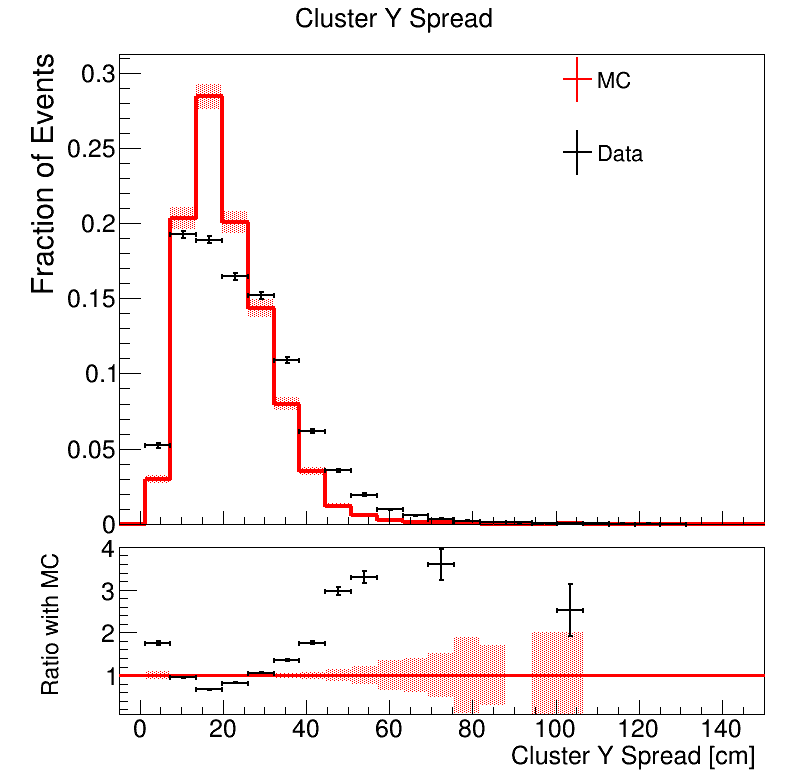 Cluster Y Spread
Fraction of Events
0.3
0.25
0.2
0.15
0.1
0.05
0
MC
Data
Ratio with MC
4
3
2
1
0 20 40 60 80 100 120 140
Cluster Y Spread [cm]